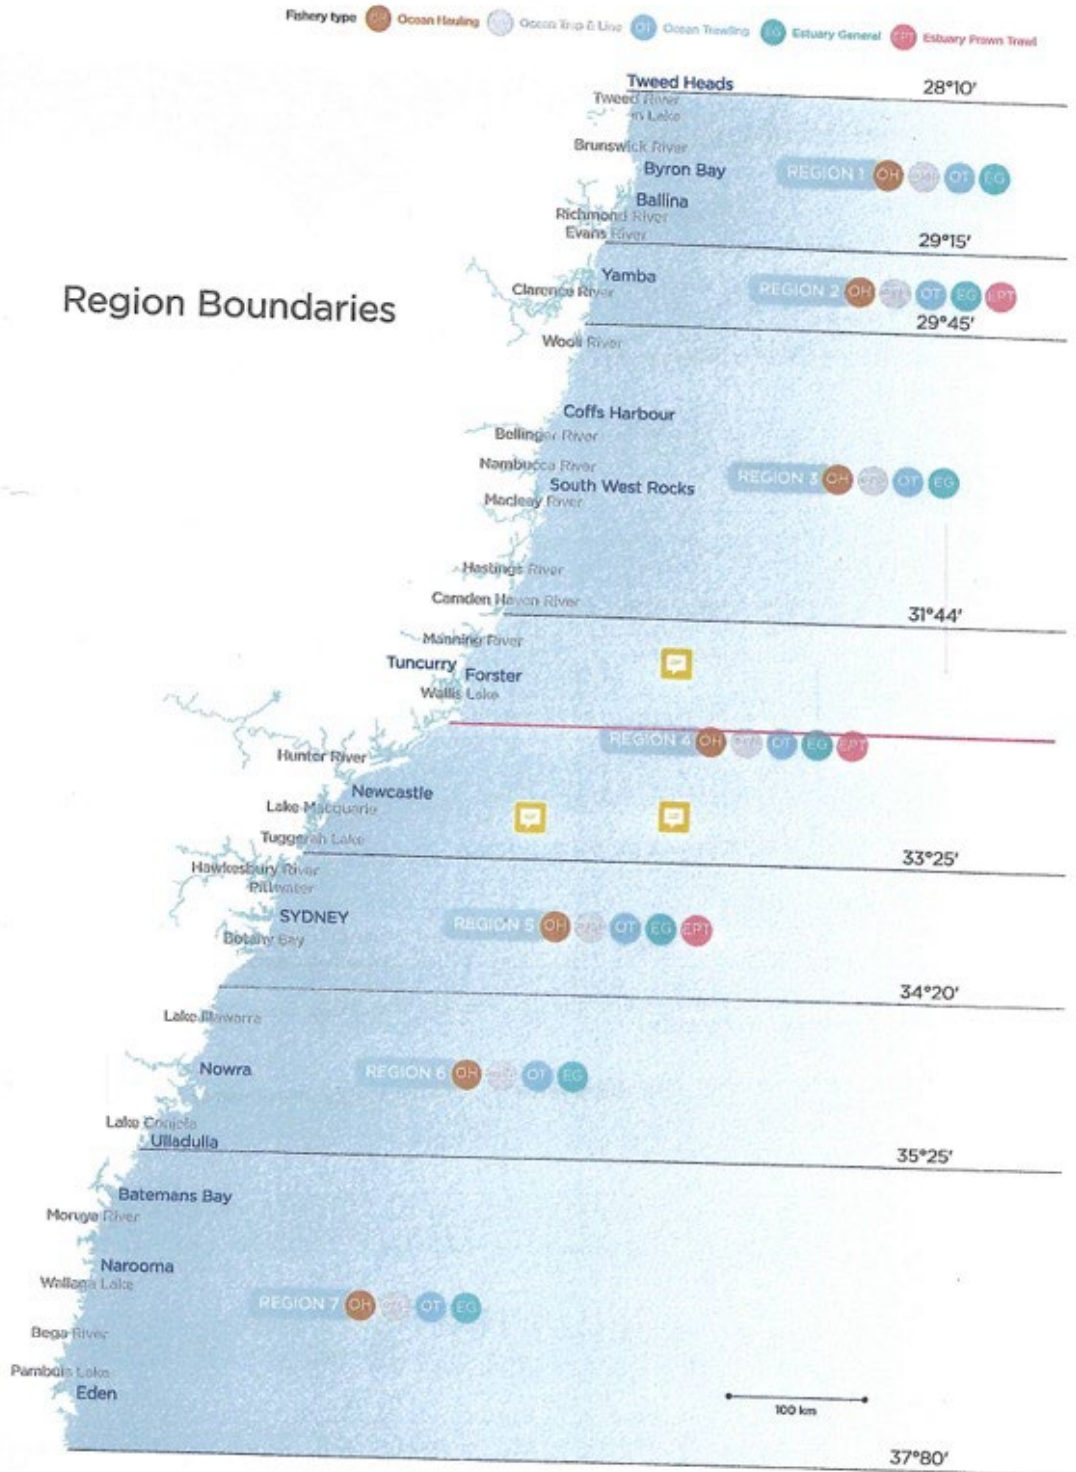 Fishery type OH Ocean Hauling Ocean Trap & Line OT Ocean Trawling EG Estuary General EPT Estuary Prawn Trawl
Tweed Heads
28°10'
Tweed River
Lake
Brunswick River
Byron Bay
REGION 1 OH OT EG
Ballina
Richmond River
Evans River
29°15'
Region Boundaries
Yamba
Clarence River
REGION 2 OH OT EG EPT
29°45'
Wooli River
Coffs Harbour
Bellinger River
Nambucca River
South West Rocks
REGION 3 OH OT EG
Macleay River
Hastings River
Camden Haven River
31°44'
Manning River
Tuncurry
Forster
Wallis Lake
REGION 4 OH OT EG EPT
Hunter River
Newcastle
Lake Macquarie
Tuggerah Lake
33°25'
Hawkesbury River
Pittwater
SYDNEY
REGION 5 OH OT EG EPT
Botany Bay
34°20'
Lake Illawarra
Nowra
REGION 6 OH OT EG
Lake Conjola
Ulladulla
35°25'
Batemans Bay
Moruya River
Narooma
Wallaga Lake
REGION 7 OH OT EG
Bega River
Pambula Lake
Eden
100 km
37°80'